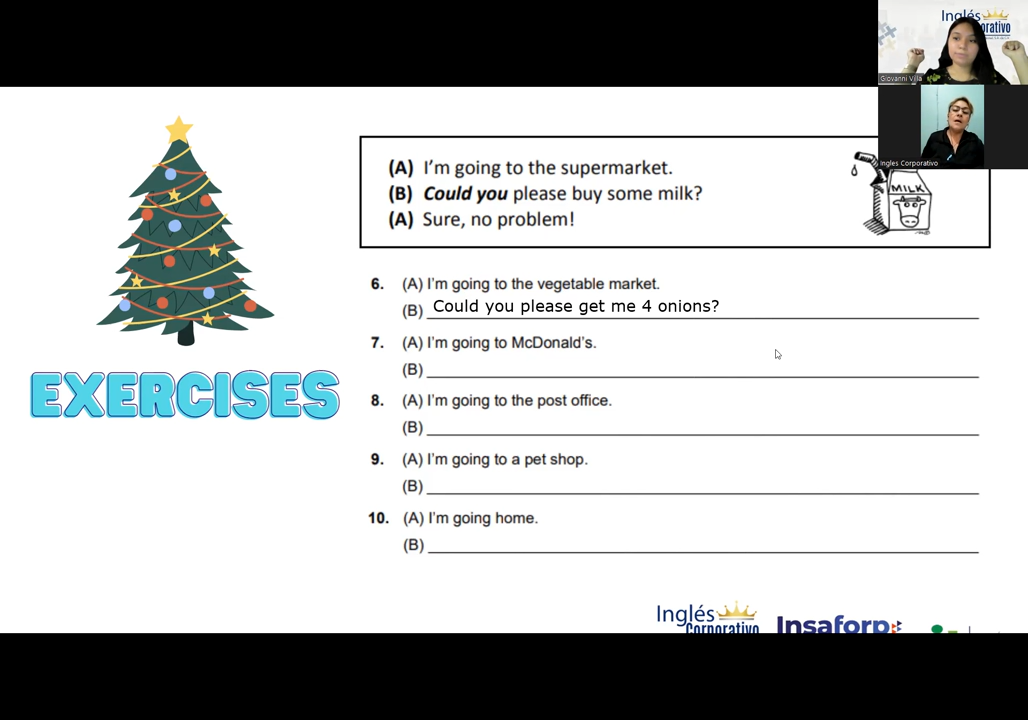 Inglés
orativo
Giovanni Villa
Ingles Corporativo
(A) I'm going to the supermarket.
(B) Could you please buy some milk?
(A) Sure, no problem!
MILK
EXERCISES
6. (A) I'm going to the vegetable market.
(B) Could you please get me 4 onions?
7. (A) I'm going to McDonald's.
(B)
8. (A) I'm going to the post office.
(B)
9. (A) I'm going to a pet shop.
(B)
10. (A) I'm going home.
(B)
Inglés
Corporativo
Insaforp